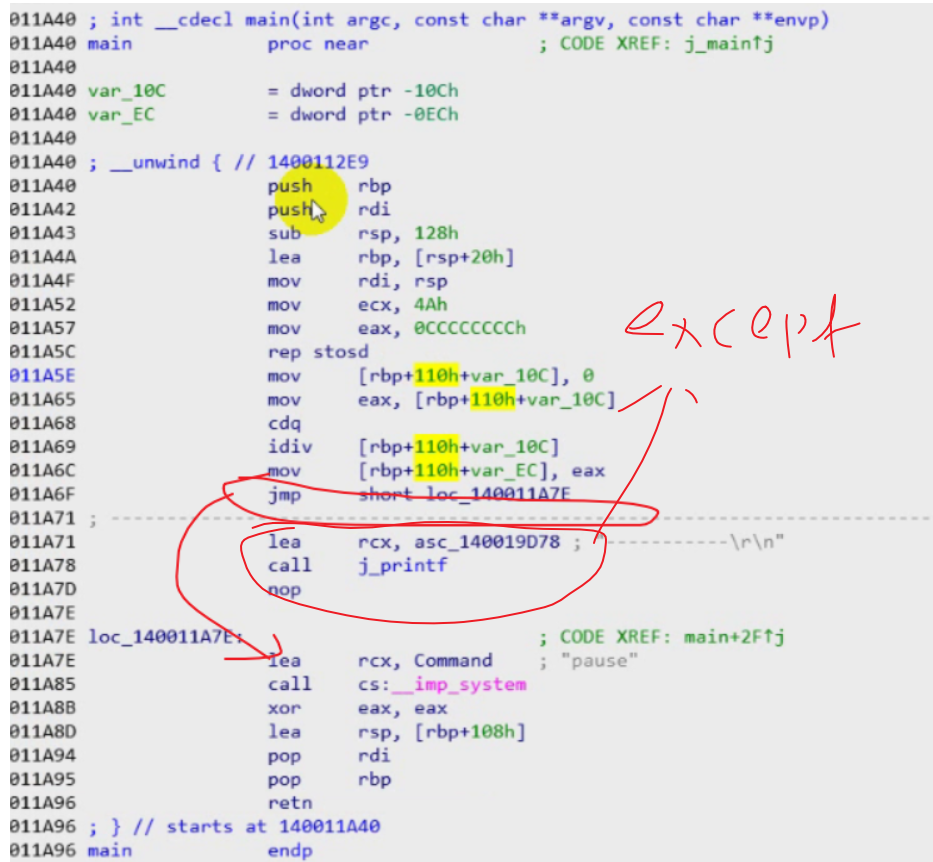 011A40 ; int __cdecl main(int argc, const char **argv, const char **envp)
011A40 main proc near ; CODE XREF: j_main↑j
011A40
011A40 var_10C = dword ptr -10Ch
011A40 var_EC = dword ptr -0ECh
011A40
011A40 ; __unwind { // 1400112E9
011A40 push rbp
011A42 push rdi
011A43 sub rsp, 128h
011A4A lea rbp, [rsp+20h]
011A4F mov rdi, rsp
011A52 mov ecx, 4Ah
011A57 mov eax, 0CCCCCCCCh
011A5C rep stosd
011A5E mov [rbp+110h+var_10C], 0
011A65 mov eax, [rbp+110h+var_10C]
011A68 cdq
011A69 idiv [rbp+110h+var_10C]
011A6C mov [rbp+110h+var_EC], eax
011A6F jmp short loc_140011A7E
011A71 ; ---------------------------------------------------------------------------
011A71 lea rcx, asc_140019D78 ; "------------\r\n"
011A78 call j_printf
011A7D nop
011A7E
011A7E loc_140011A7E: ; CODE XREF: main+2F↑j
011A7E lea rcx, Command ; "pause"
011A85 call cs:__imp_system
011A8B xor eax, eax
011A8D lea rsp, [rbp+108h]
011A94 pop rdi
011A95 pop rbp
011A96 retn
011A96 ; } // starts at 140011A40
011A96 main endp
except